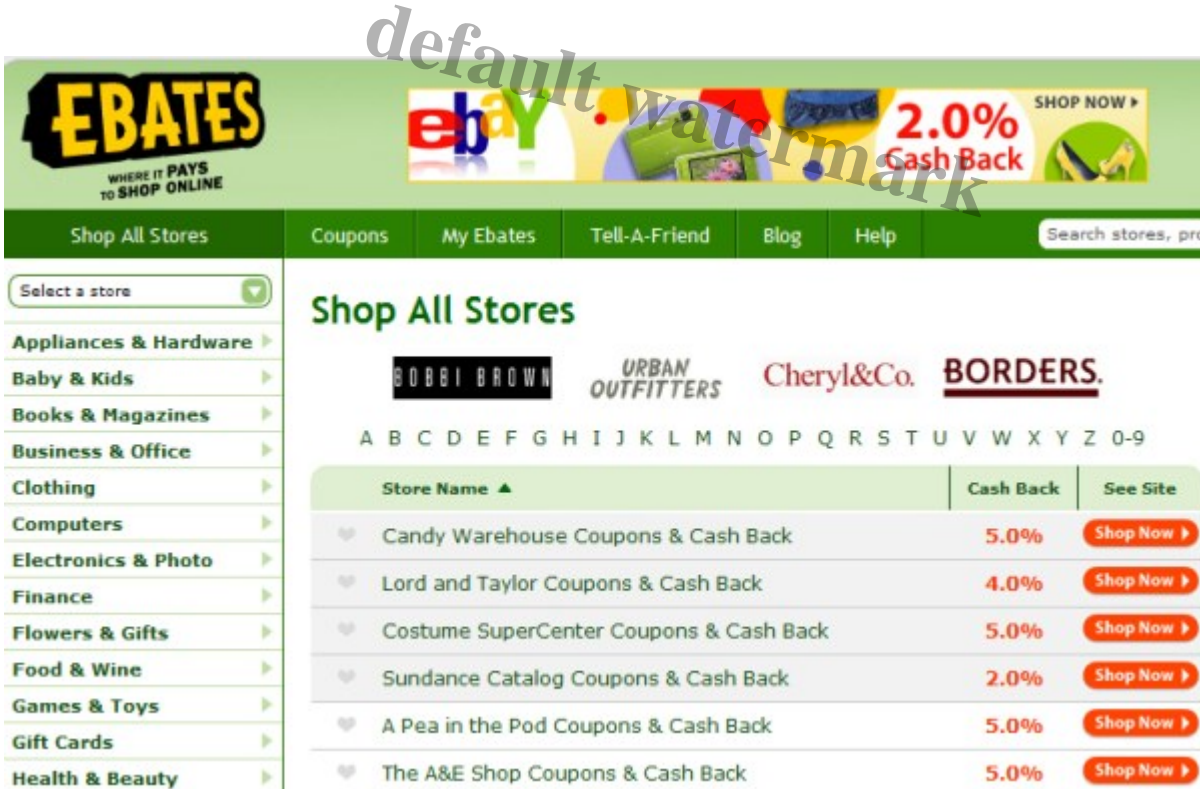 default watermark
EBATES
WHERE IT PAYS
TO SHOP ONLINE
ebaY
2.0%
Cash Back
SHOP NOW
Shop All Stores
Coupons
My Ebates
Tell-A-Friend
Blog
Help
Search stores, pro
Select a store
Appliances & Hardware
Baby & Kids
Books & Magazines
Business & Office
Clothing
Computers
Electronics & Photo
Finance
Flowers & Gifts
Food & Wine
Games & Toys
Gift Cards
Health & Beauty
Shop All Stores
BOBBI BROWN
URBAN
OUTFITTERS
Cheryl&Co.
BORDERS.
A B C D E F G H I J K L M N O P Q R S T U V W X Y Z 0-9
Store Name Cash Back See Site
Candy Warehouse Coupons & Cash Back 5.0% Shop Now
Lord and Taylor Coupons & Cash Back 4.0% Shop Now
Costume SuperCenter Coupons & Cash Back 5.0% Shop Now
Sundance Catalog Coupons & Cash Back 2.0% Shop Now
A Pea in the Pod Coupons & Cash Back 5.0% Shop Now
The A&E Shop Coupons & Cash Back 5.0% Shop Now